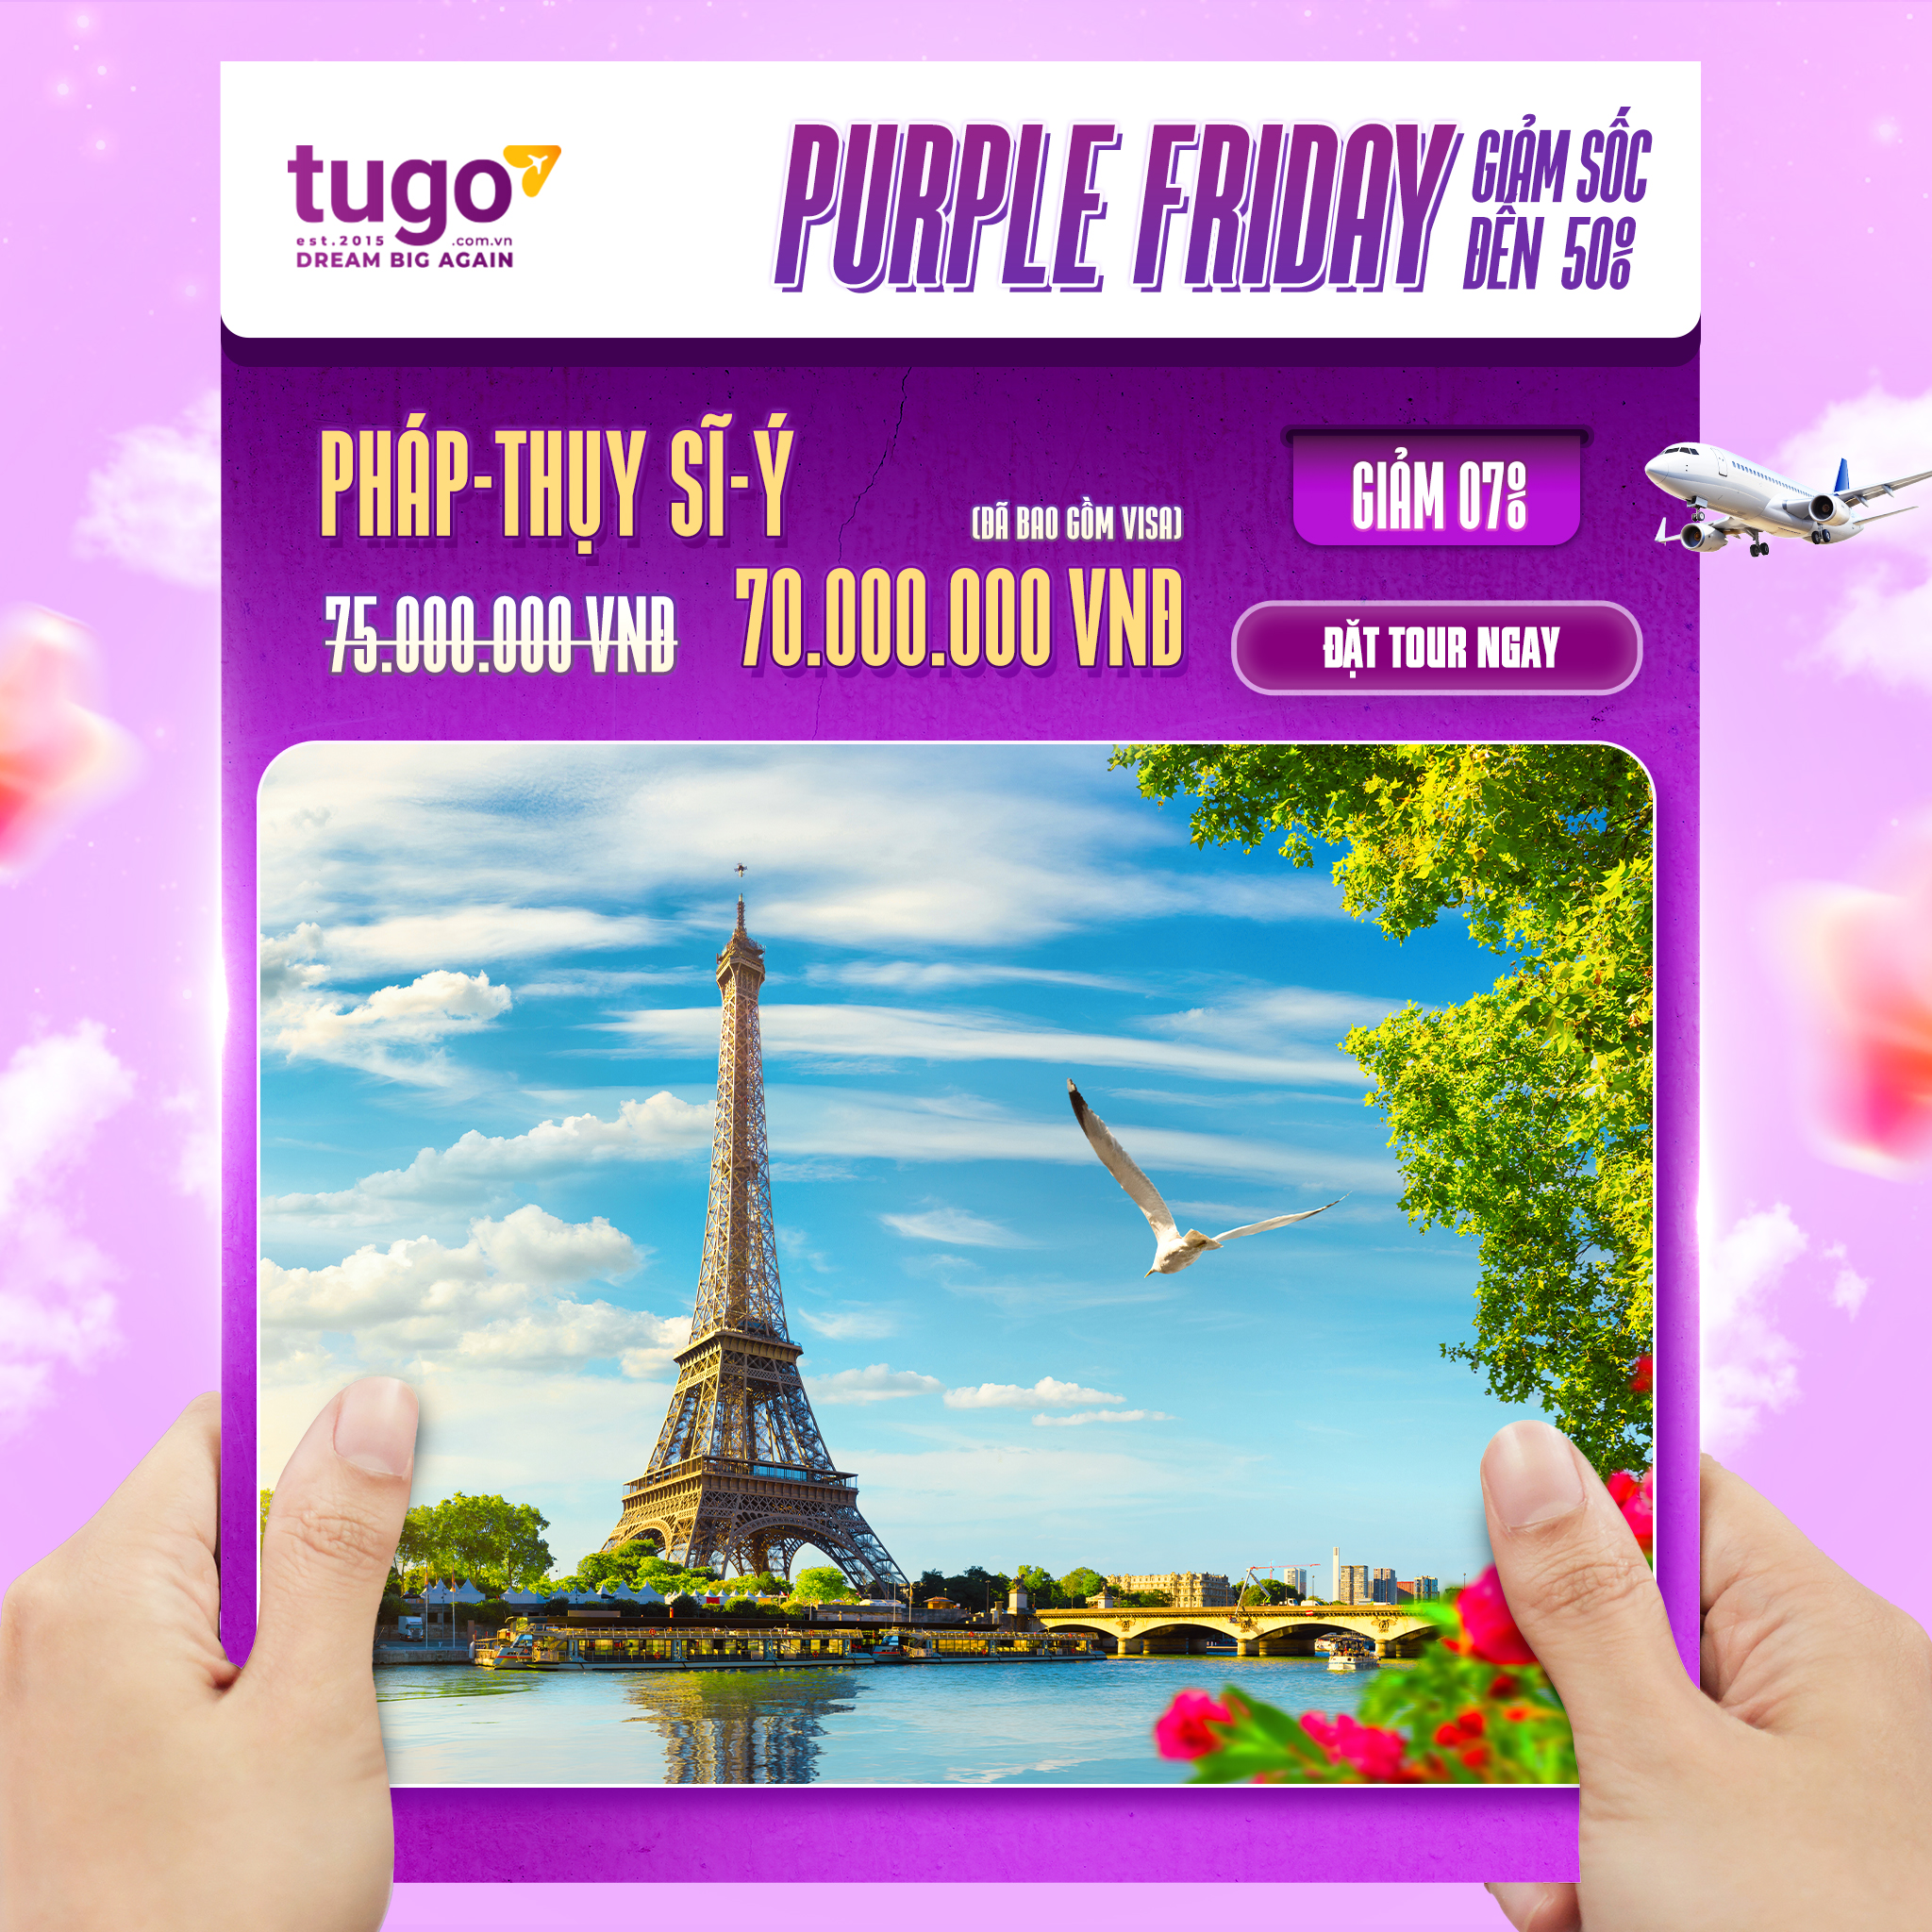 tugo
est.2015 .com.vn
DREAM BIG AGAIN
PURPLE FRIDAY
GIẢM SỐC
ĐẾN 50%
PHÁP-THỤY SĨ-Ý
(ĐÃ BAO GỒM VISA)
GIẢM 07%
75.000.000 VNĐ
70.000.000 VNĐ
ĐẶT TOUR NGAY